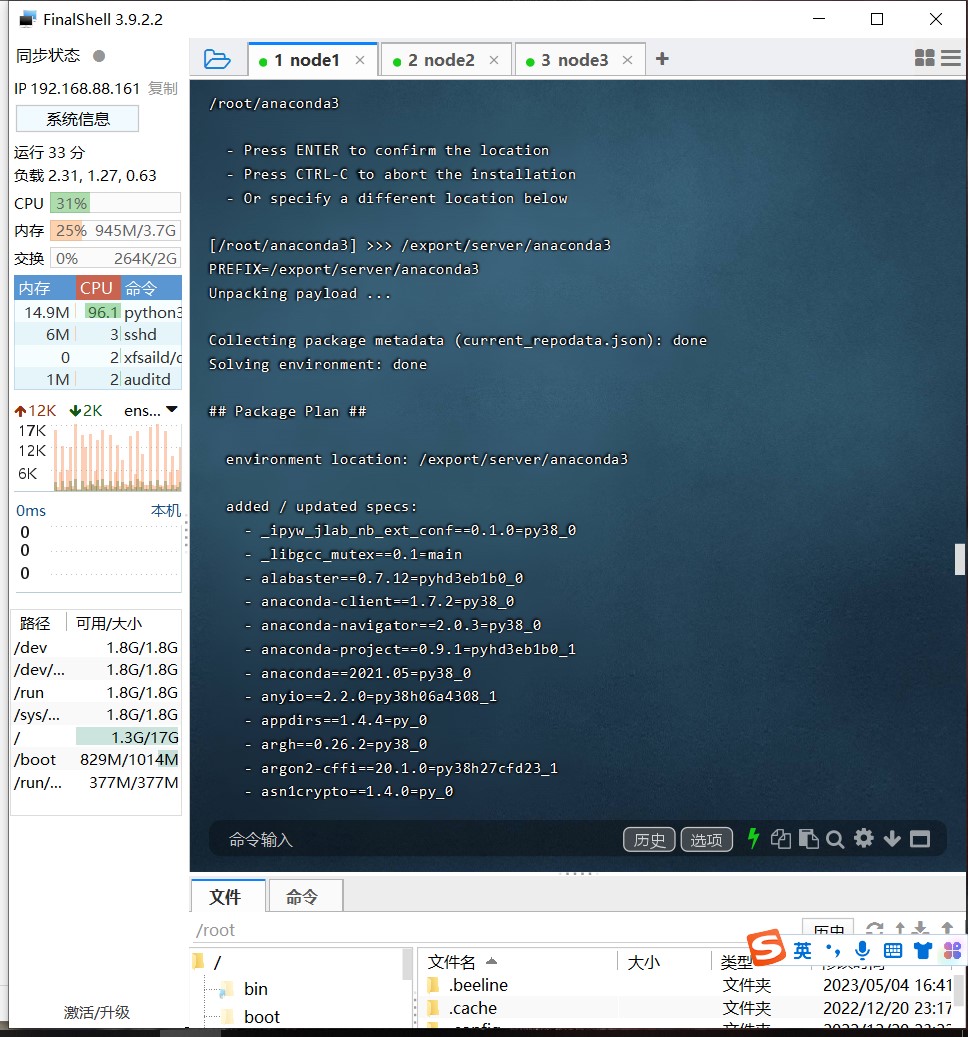 FinalShell 3.9.2.2
同步状态
IP 192.168.88.161 复制
系统信息
运行 33 分
负载 2.31, 1.27, 0.63
CPU 31%
内存 25% 945M/3.7G
交换 0% 264K/2G
内存 CPU 命令
14.9M 96.1 python3
6M 3 sshd
0 2 xfsaild/
1M 2 auditd
12K 2K ens...
17K
12K
6K
0ms 本机
0
0
0
路径 可用/大小
/dev 1.8G/1.8G
/dev/... 1.8G/1.8G
/run 1.8G/1.8G
/sys/... 1.8G/1.8G
/ 1.3G/17G
/boot 829M/1014M
/run/... 377M/377M
激活/升级
1 node1 × 2 node2 × 3 node3 × +
/root/anaconda3
- Press ENTER to confirm the location
- Press CTRL-C to abort the installation
- Or specify a different location below
[/root/anaconda3] >>> /export/server/anaconda3
PREFIX=/export/server/anaconda3
Unpacking payload ...
Collecting package metadata (current_repodata.json): done
Solving environment: done
## Package Plan ##
environment location: /export/server/anaconda3
added / updated specs:
- _ipyw_jlab_nb_ext_conf==0.1.0=py38_0
- _libgcc_mutex==0.1=main
- alabaster==0.7.12=pyhd3eb1b0_0
- anaconda-client==1.7.2=py38_0
- anaconda-navigator==2.0.3=py38_0
- anaconda-project==0.9.1=pyhd3eb1b0_1
- anaconda==2021.05=py38_0
- anyio==2.2.0=py38h06a4308_1
- appdirs==1.4.4=py_0
- argh==0.26.2=py38_0
- argon2-cffi==20.1.0=py38h27cfd23_1
- asn1crypto==1.4.0=py_0
命令输入 历史 选项
文件 命令
/root 历史
S 英
/
bin
boot
文件名 大小 类型 修改时间
.beeline 文件夹 2023/05/04 16:41
.cache 文件夹 2022/12/20 23:17
.config 文件夹